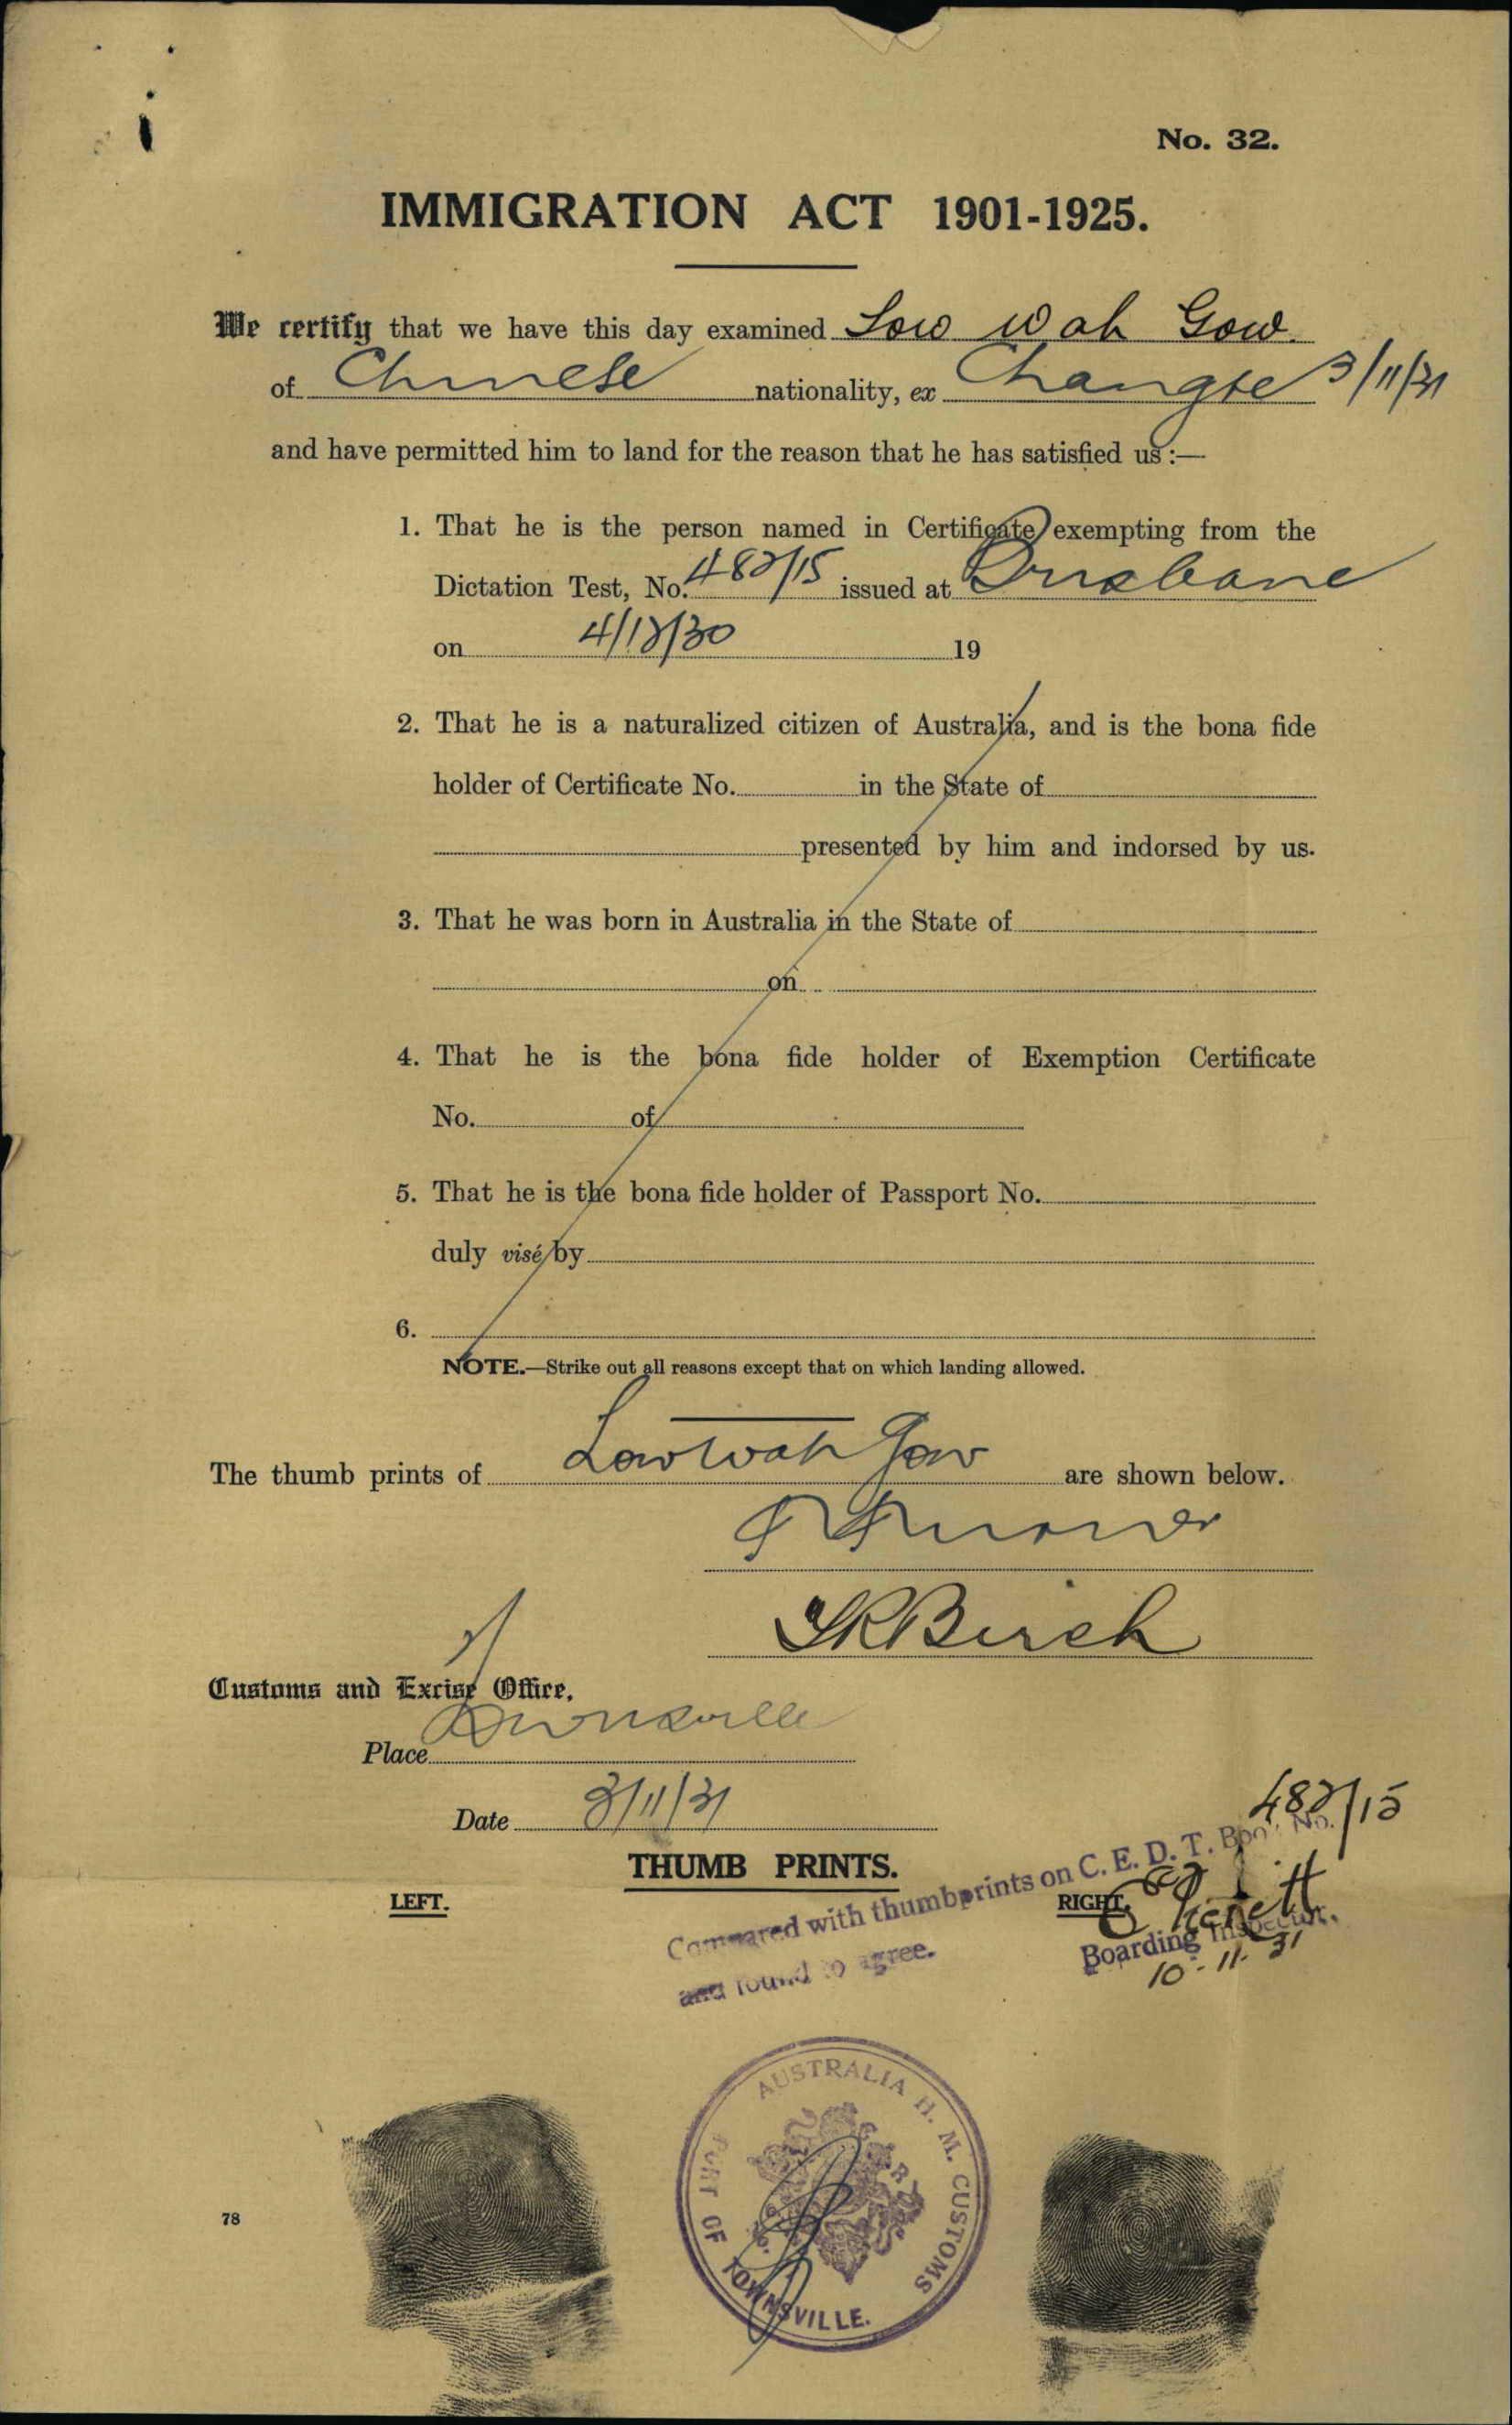 No. 32.
IMMIGRATION ACT 1901-1925.
We certify that we have this day examined Low Wah Gow
of Chinese nationality, ex Changte 3/11/31
and have permitted him to land for the reason that he has satisfied us:—
1. That he is the person named in Certificate exempting from the
Dictation Test, No. 482/15 issued at Brisbane
on 4/12/30 19
2. That he is a naturalized citizen of Australia, and is the bona fide
holder of Certificate No. in the State of
presented by him and indorsed by us.
3. That he was born in Australia in the State of
on
4. That he is the bona fide holder of Exemption Certificate
No. of
5. That he is the bona fide holder of Passport No.
duly visé by
6.
NOTE.—Strike out all reasons except that on which landing allowed.
The thumb prints of Low Wah Gow are shown below.
Birch
Customs and Excise Office.
Place Townsville
Date 3/11/31
482/15
THUMB PRINTS.
LEFT.
RIGHT.
Compared with thumbprints on C. E. D. T. Book No.
and found to agree.
Boarding Inspector.
10-11-31
AUSTRALIA H. M. CUSTOMS
PORT OF TOWNSVILLE.
78